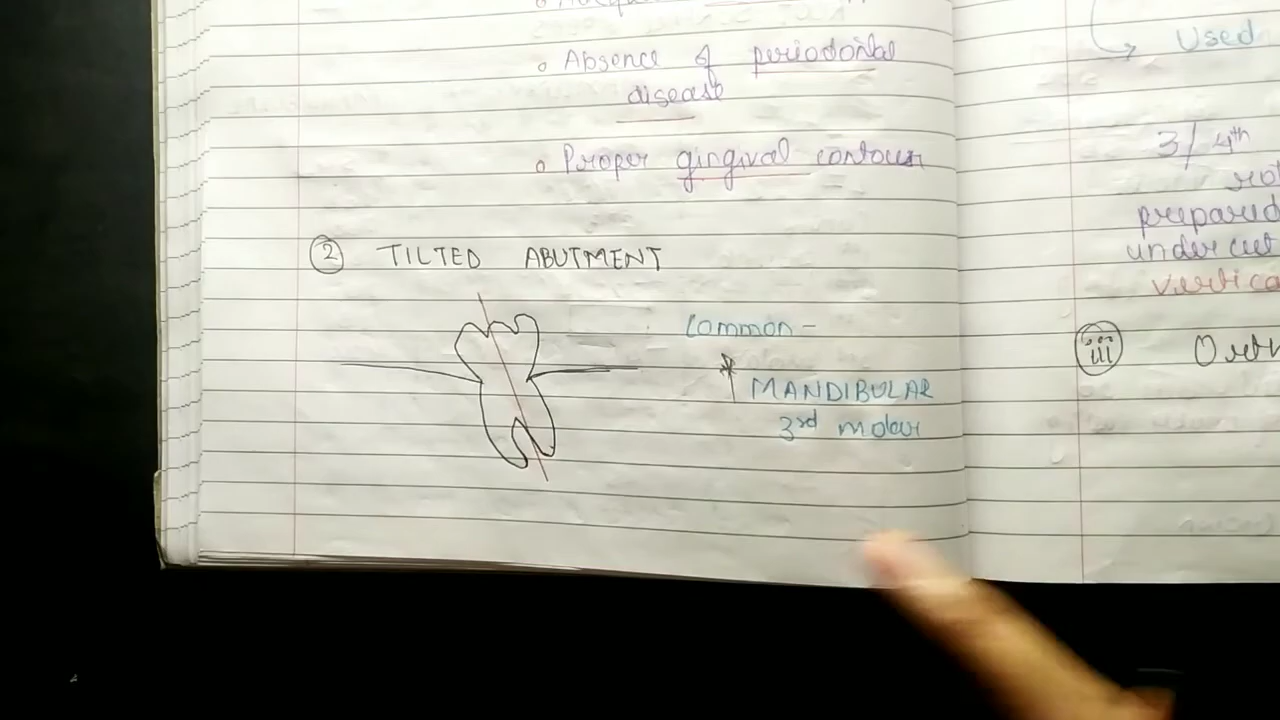 Absence of periodontal
disease
Proper gingival contour
2 TILTED ABUTMENT
Common -
* MANDIBULAR
3rd molar
Used
3/4th
prepared
undercut
iii